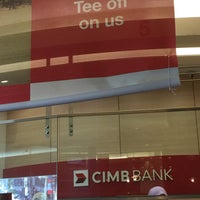 Tee off
on us
CIMB BANK